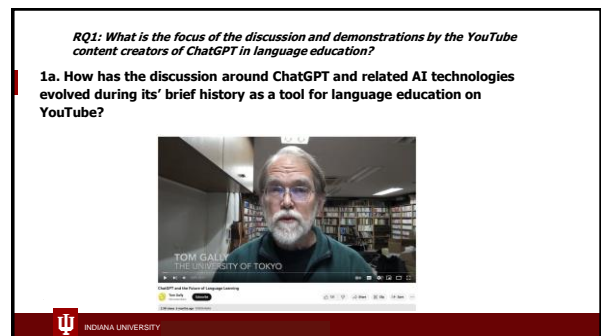 RQ1: What is the focus of the discussion and demonstrations by the YouTube
content creators of ChatGPT in language education?
1a. How has the discussion around ChatGPT and related AI technologies
evolved during its' brief history as a tool for language education on
YouTube?
TOM GALLY
THE UNIVERSITY OF TOKYO
ChatGPT and the Future of Language Learning
Tom Gally
Subscribe
Share
INDIANA UNIVERSITY